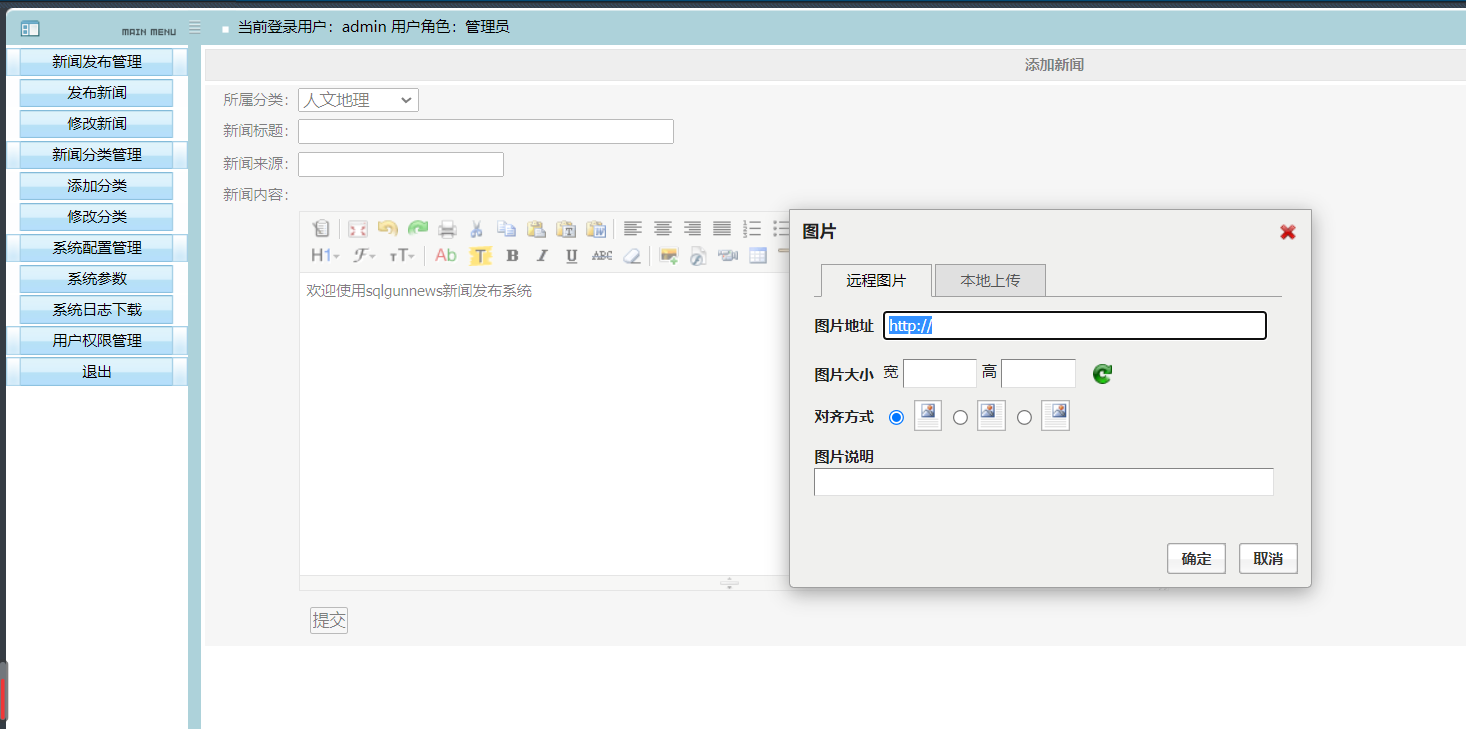 MAIN MENU
当前登录用户：admin 用户角色：管理员
新闻发布管理
发布新闻
修改新闻
新闻分类管理
添加分类
修改分类
系统配置管理
系统参数
系统日志下载
用户权限管理
退出
添加新闻
所属分类：人文地理
新闻标题：
新闻来源：
新闻内容：
H1 F TT Ab T B I U ABC
欢迎使用sqlgunnews新闻发布系统
提交
图片
远程图片 本地上传
图片地址 http://
图片大小 宽 高
对齐方式
图片说明
确定 取消